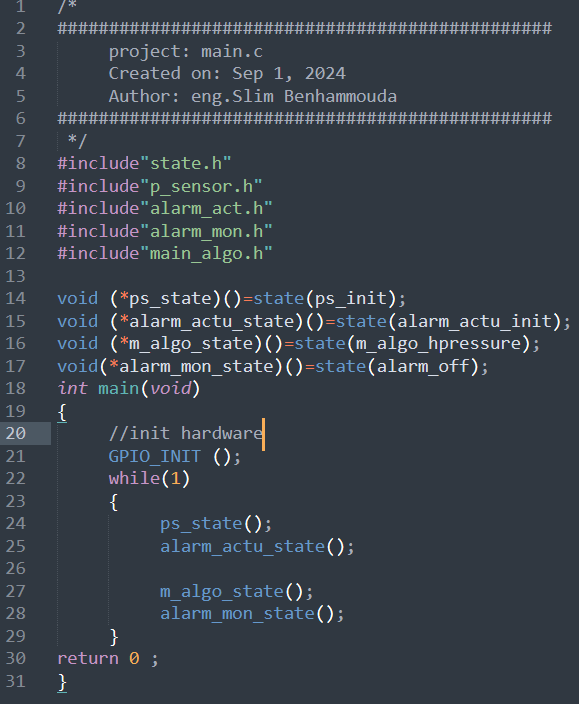 1 /*
2 ################################################
3 project: main.c
4 Created on: Sep 1, 2024
5 Author: eng.Slim Benhammouda
6 ################################################
7 */
8 #include"state.h"
9 #include"p_sensor.h"
10 #include"alarm_act.h"
11 #include"alarm_mon.h"
12 #include"main_algo.h"
13
14 void (*ps_state)()=state(ps_init);
15 void (*alarm_actu_state)()=state(alarm_actu_init);
16 void (*m_algo_state)()=state(m_algo_hpressure);
17 void(*alarm_mon_state)()=state(alarm_off);
18 int main(void)
19 {
20 //init hardware
21 GPIO_INIT ();
22 while(1)
23 {
24 ps_state();
25 alarm_actu_state();
26
27 m_algo_state();
28 alarm_mon_state();
29 }
30 return 0 ;
31 }